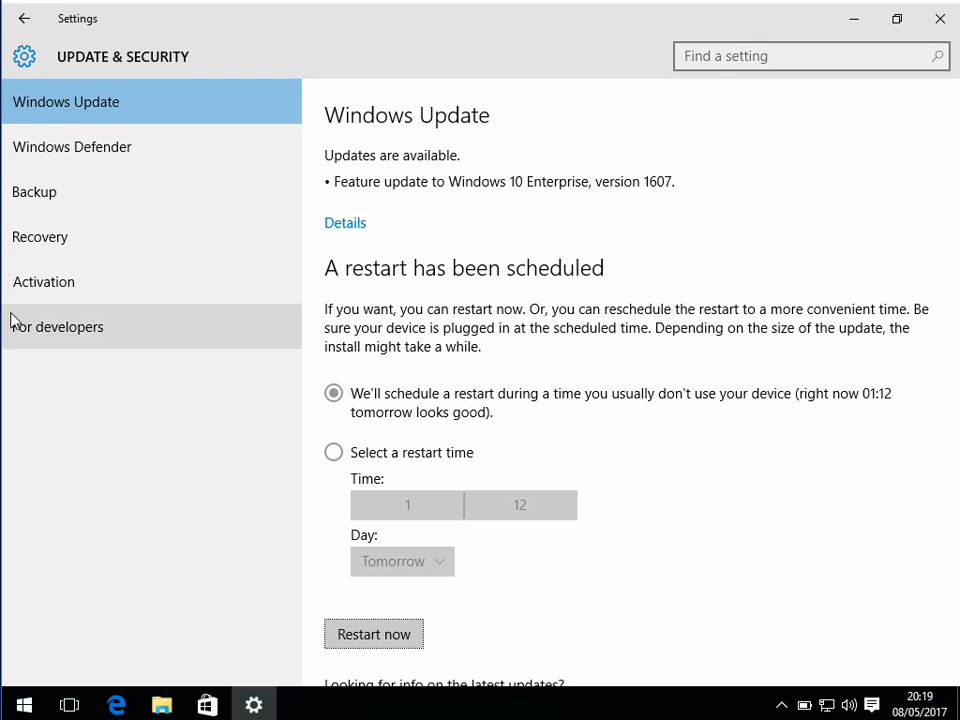 Settings
UPDATE & SECURITY
Find a setting
Windows Update
Windows Defender
Backup
Recovery
Activation
For developers
Windows Update
Updates are available.
• Feature update to Windows 10 Enterprise, version 1607.
Details
A restart has been scheduled
If you want, you can restart now. Or, you can reschedule the restart to a more convenient time. Be
sure your device is plugged in at the scheduled time. Depending on the size of the update, the
install might take a while.
We'll schedule a restart during a time you usually don't use your device (right now 01:12
tomorrow looks good).
Select a restart time
Time:
1 12
Day:
Tomorrow
Restart now
Looking for info on the latest updates?
20:19
08/05/2017